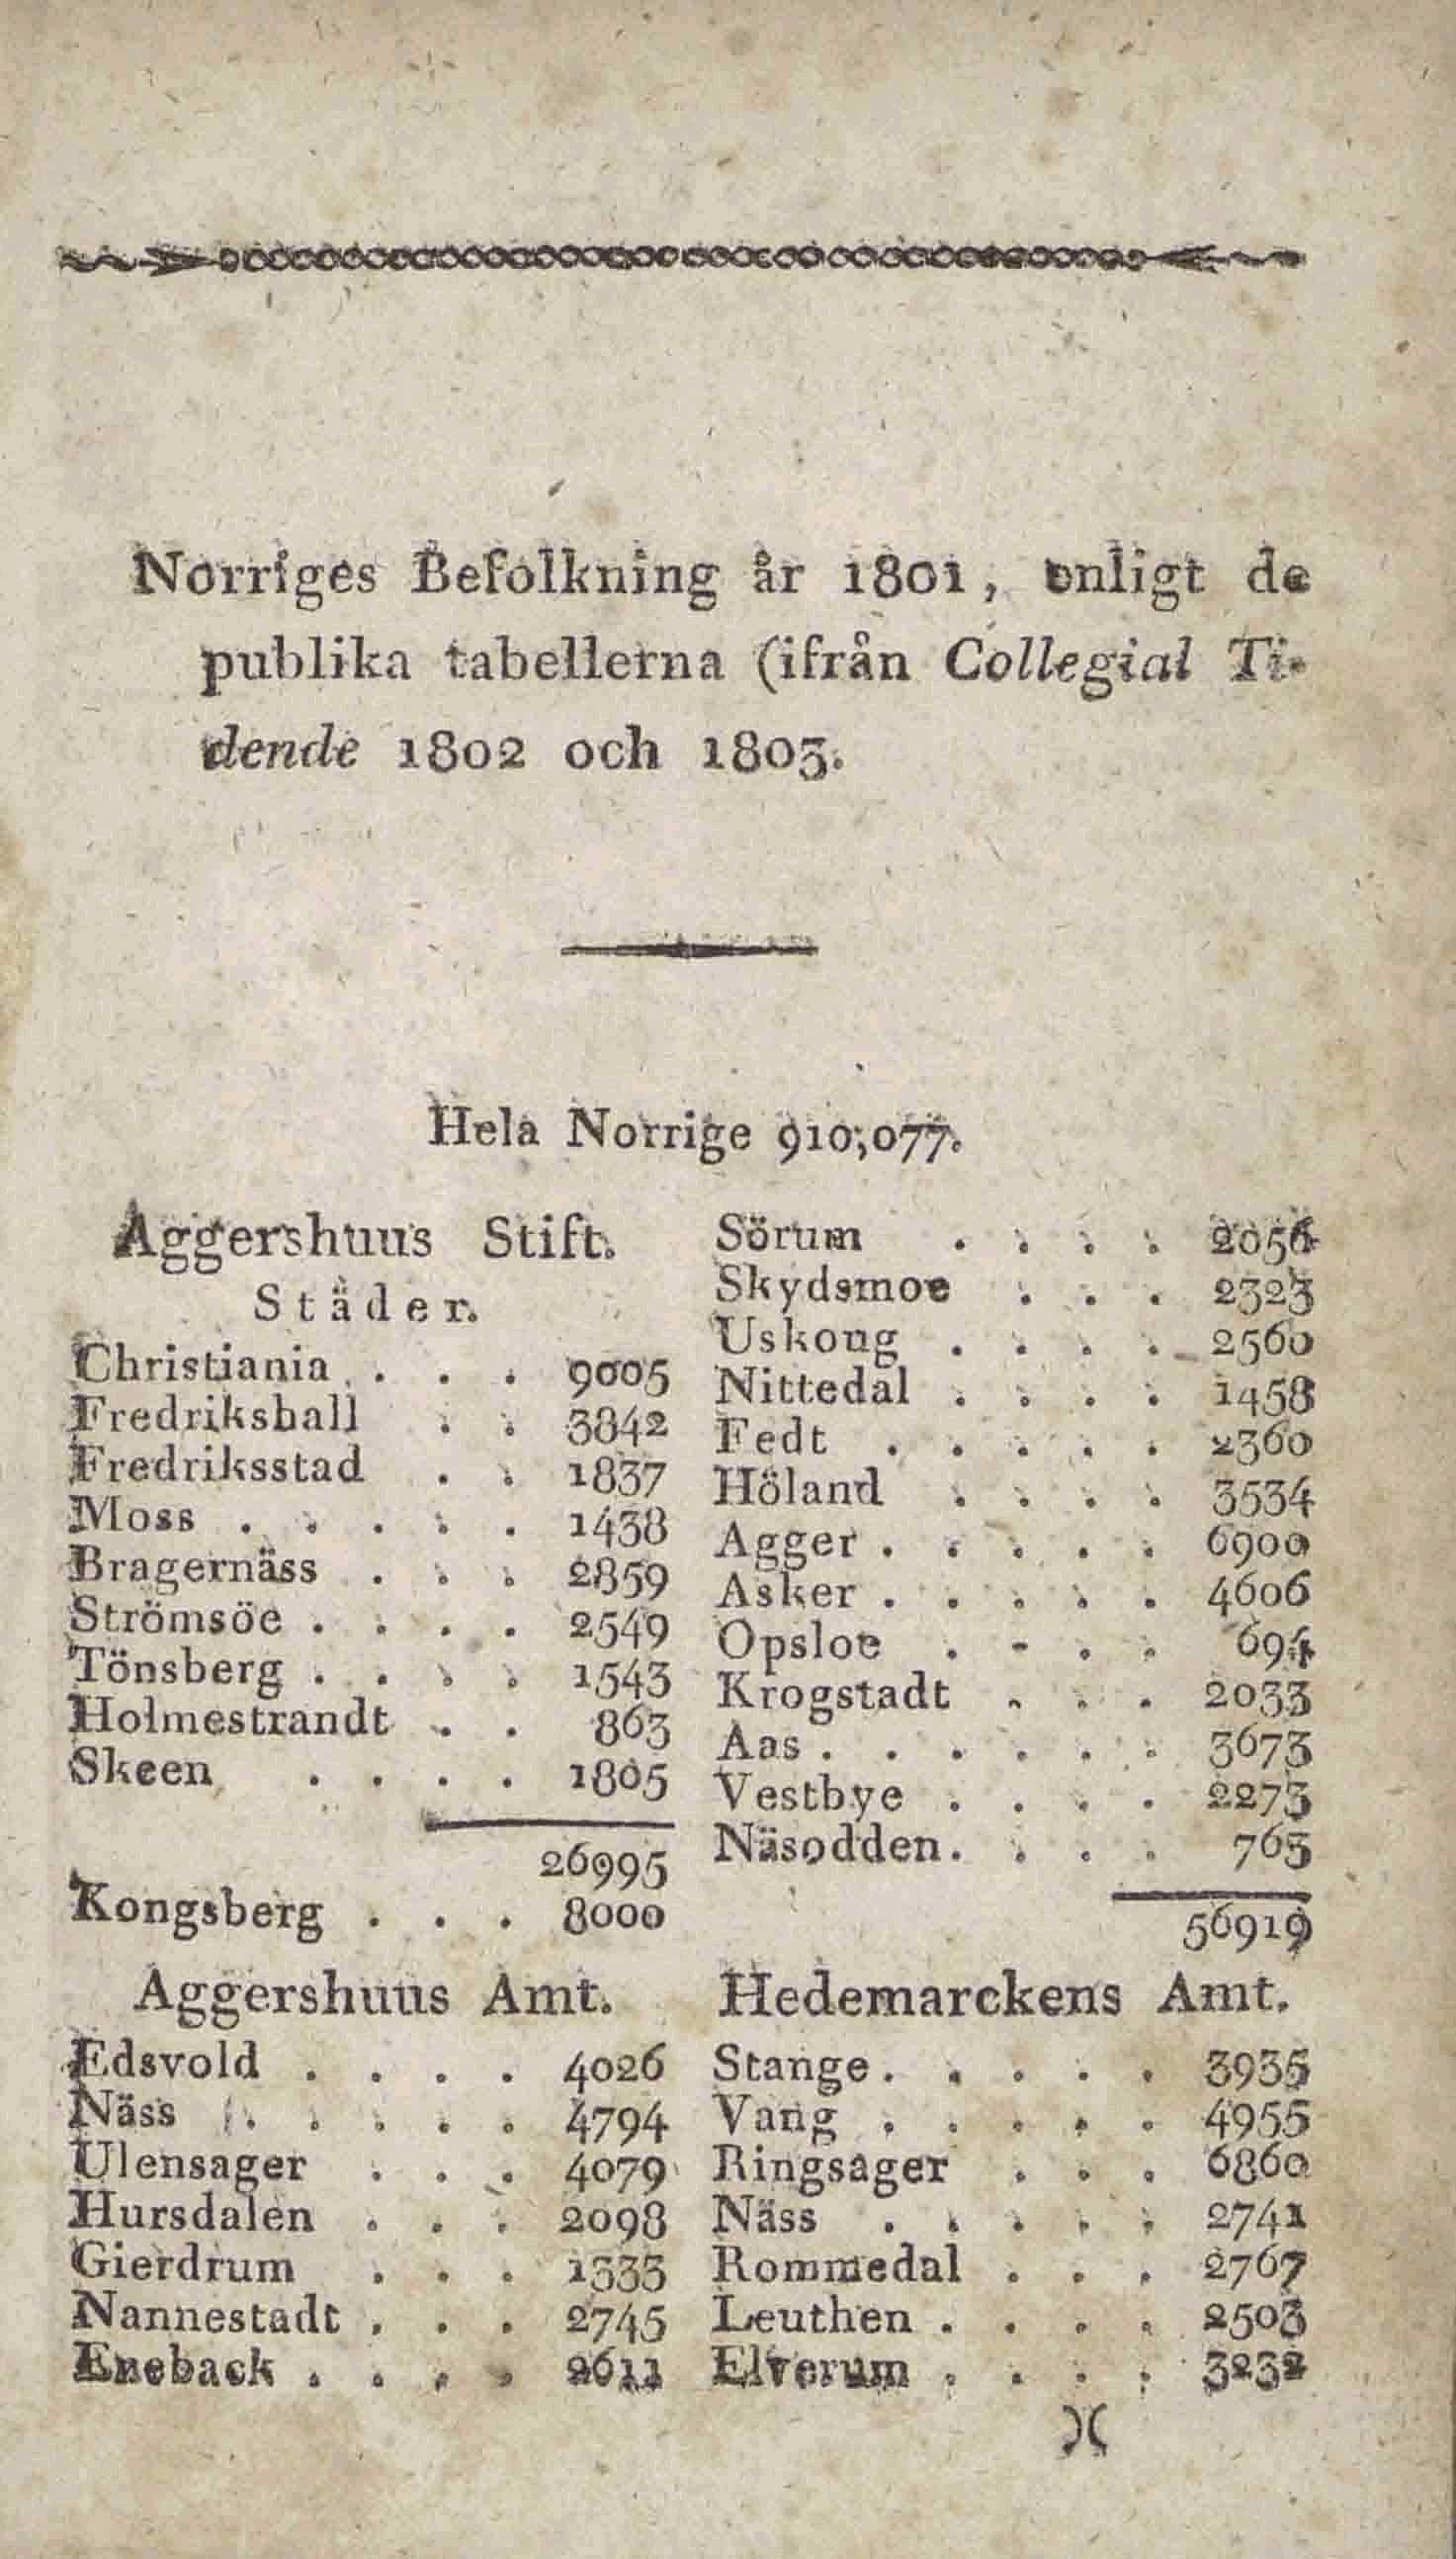 Norriges Befolkning år 1801, enligt de
publika tabellerna (ifrån Collegial Ti-
dende 1802 och 1803.
Hela Norrige 910,077.
Aggershuus Stift.
Städer.
Christiania . . . 9005
Fredrikshall . . 3842
Fredriksstad . . 1837
Moss . . . . . 1438
Bragernäss . . . 2859
Strömsöe . . . . 2549
Tönsberg . . . . 1543
Holmestrandt . . 863
Skeen . . . . 1805
26995
Kongsberg . . . 8000
Aggershuus Amt.
Edsvold . . . . 4026
Näss . . . . . 4794
Ulensager . . . 4079
Hursdalen . . . 2098
Gierdrum . . . 1333
Nannestadt . . . 2745
Eneback . . . . 2611
Sörum . . . . 2056
Skydsmoe . . . 2323
Uskoug . . . . 2560
Nittedal . . . . 1458
Fedt . . . . . 2360
Höland . . . . 3534
Agger . . . . . 6900
Asker . . . . . 4606
Opsloe . . . . 694
Krogstadt . . . 2033
Aas . . . . . . 3673
Vestbye . . . . 2273
Näsodden . . . . 763
56919
Hedemarckens Amt.
Stange . . . . . 3935
Vang . . . . . 4955
Ringsager . . . 6860
Näss . . . . . 2741
Rommedal . . . 2767
Leuthen . . . . 2503
Elverum . . . . 3232
)(